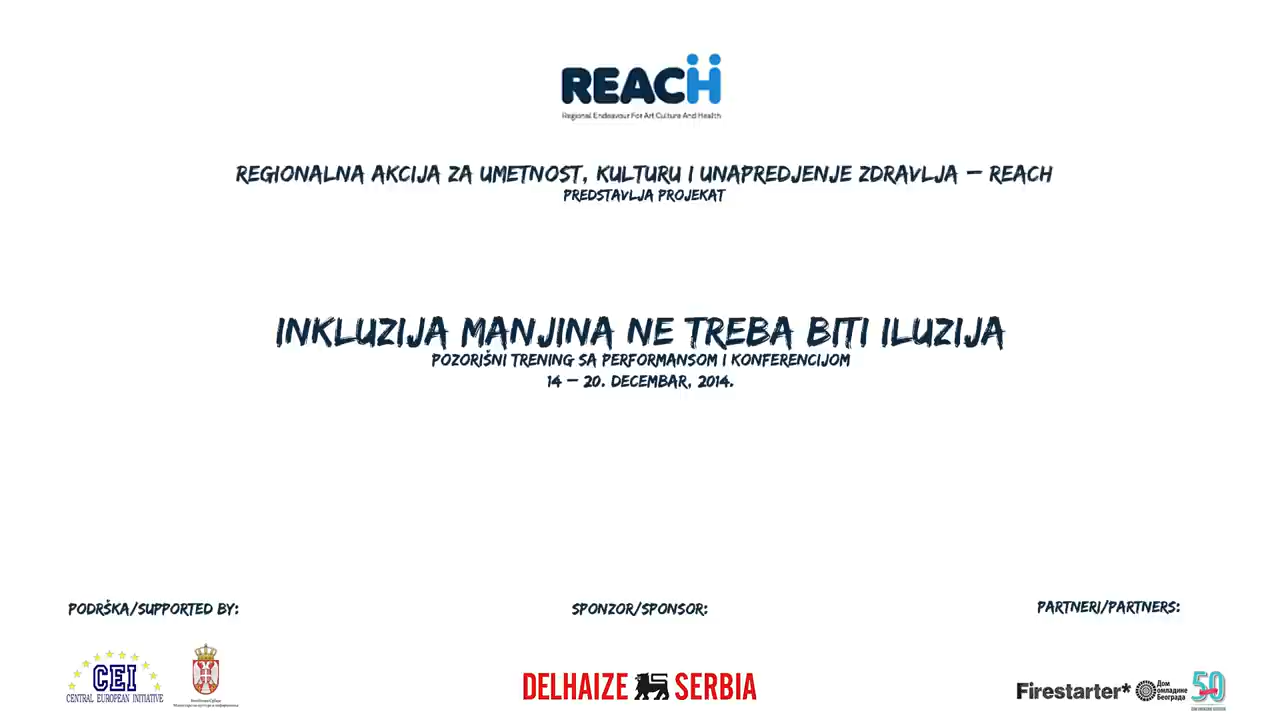 REACH
Regional Endeavour For Art Culture And Health
REGIONALNA AKCIJA ZA UMETNOST, KULTURU I UNAPREDJENJE ZDRAVLJA – REACH
PREDSTAVLJA PROJEKAT
INKLUZIJA MANJINA NE TREBA BITI ILUZIJA
POZORIŠNI TRENING SA PERFORMANSOM I KONFERENCIJOM
14 – 20. DECEMBAR, 2014.
PODRŠKA/SUPPORTED BY:
CEI
CENTRAL EUROPEAN INITIATIVE
SPONZOR/SPONSOR:
DELHAIZE SERBIA
PARTNERI/PARTNERS:
Firestarter*
Дом
омладине
Београда
50